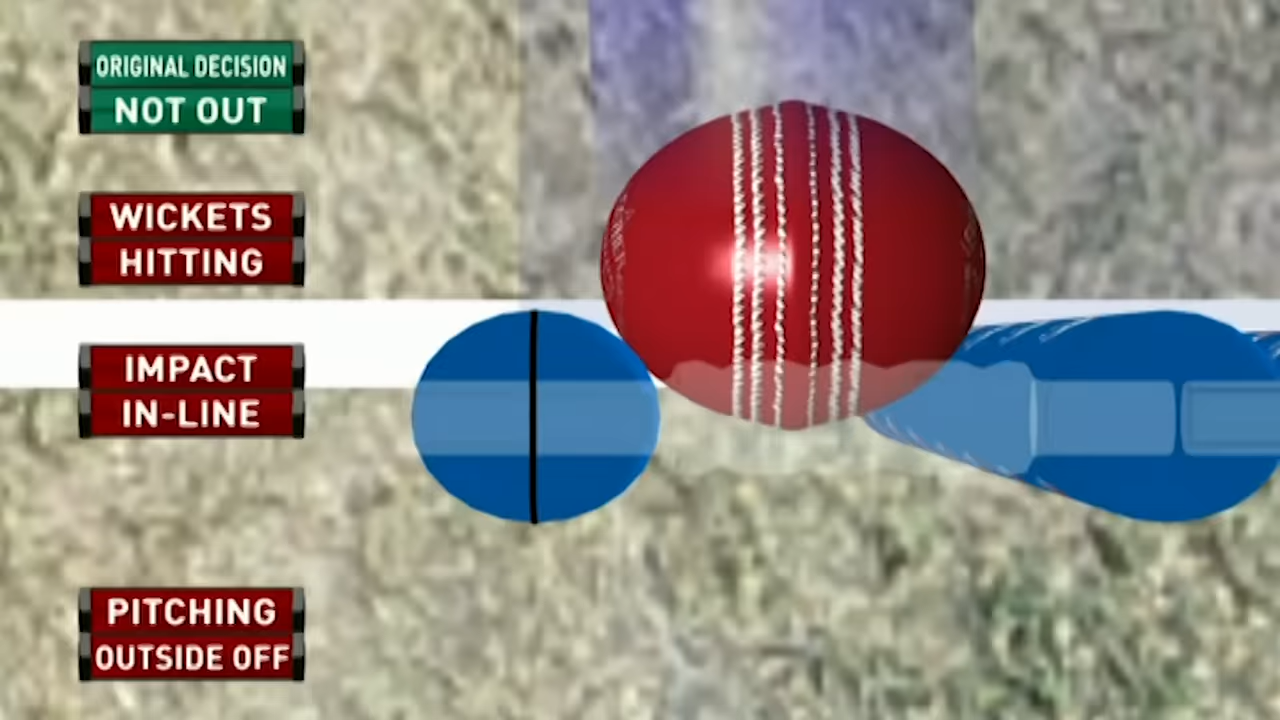 ORIGINAL DECISION
NOT OUT
WICKETS
HITTING
IMPACT
IN-LINE
PITCHING
OUTSIDE OFF